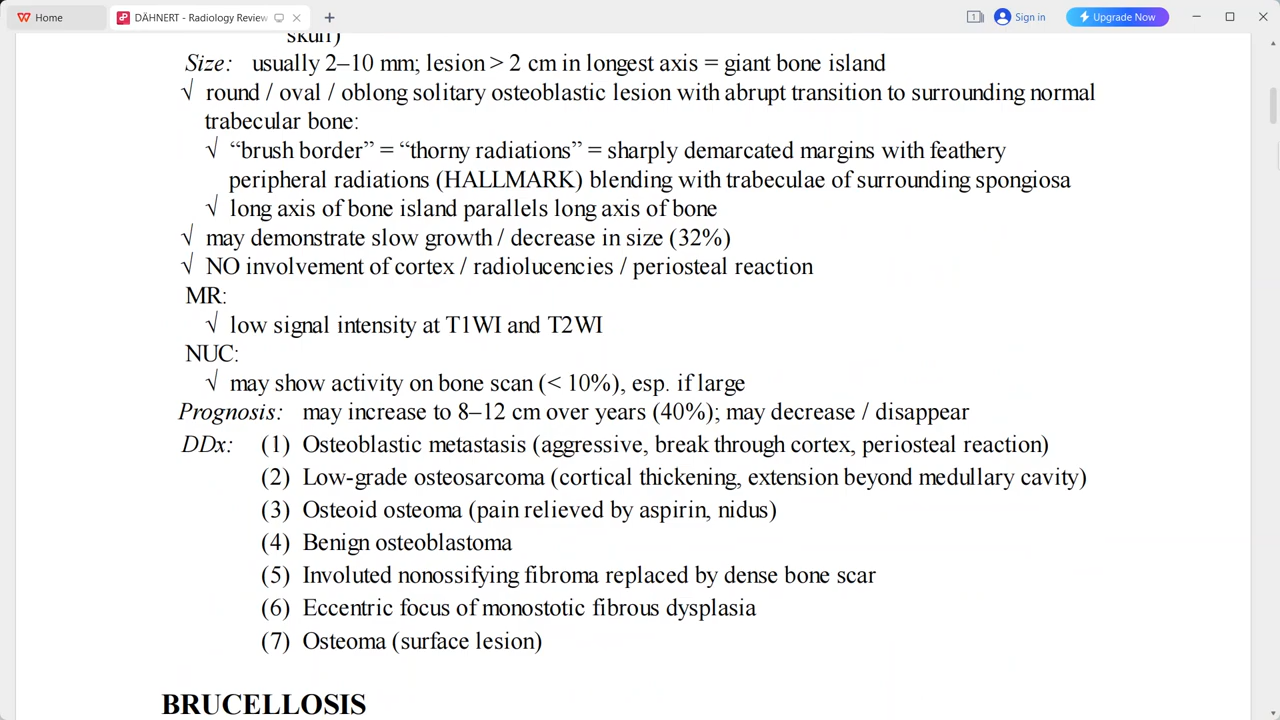 Home
DÄHNERT - Radiology Review
1
Sign in
Upgrade Now
skull)
Size: usually 2–10 mm; lesion > 2 cm in longest axis = giant bone island
√ round / oval / oblong solitary osteoblastic lesion with abrupt transition to surrounding normal
trabecular bone:
√ “brush border” = “thorny radiations” = sharply demarcated margins with feathery
peripheral radiations (HALLMARK) blending with trabeculae of surrounding spongiosa
√ long axis of bone island parallels long axis of bone
√ may demonstrate slow growth / decrease in size (32%)
√ NO involvement of cortex / radiolucencies / periosteal reaction
MR:
√ low signal intensity at T1WI and T2WI
NUC:
√ may show activity on bone scan (< 10%), esp. if large
Prognosis: may increase to 8–12 cm over years (40%); may decrease / disappear
DDx: (1) Osteoblastic metastasis (aggressive, break through cortex, periosteal reaction)
(2) Low-grade osteosarcoma (cortical thickening, extension beyond medullary cavity)
(3) Osteoid osteoma (pain relieved by aspirin, nidus)
(4) Benign osteoblastoma
(5) Involuted nonossifying fibroma replaced by dense bone scar
(6) Eccentric focus of monostotic fibrous dysplasia
(7) Osteoma (surface lesion)
BRUCELLOSIS